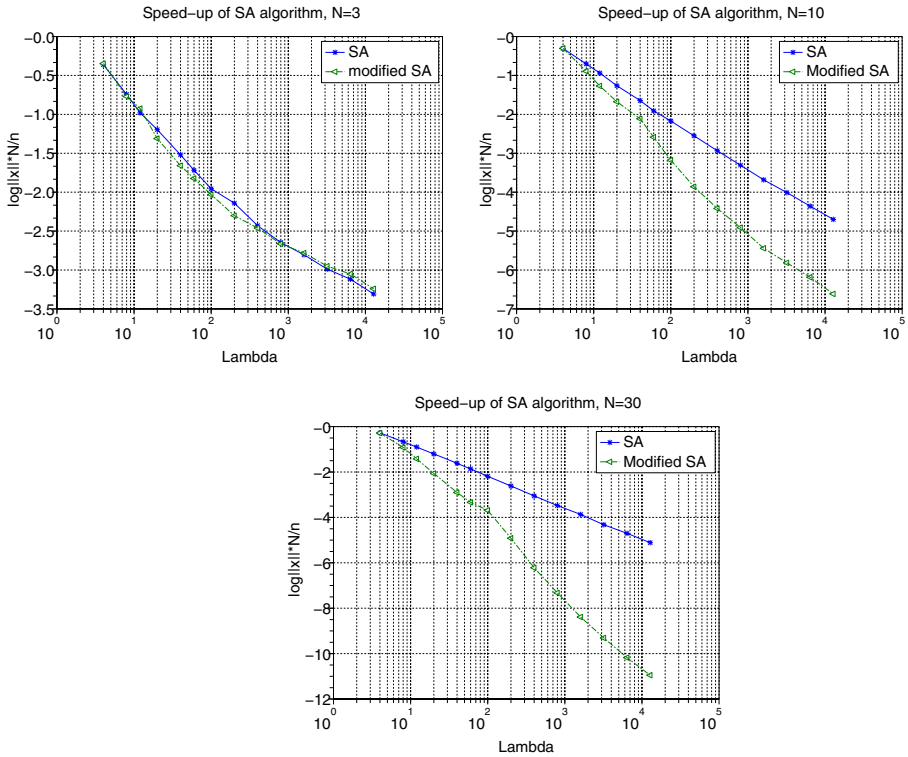 Speed-up of SA algorithm, N=3
-0.0
-0.5
-1.0
-1.5
-2.0
-2.5
-3.0
-3.5
log||x||*N/n
SA
modified SA
10^0 10^1 10^2 10^3 10^4 10^5
Lambda
Speed-up of SA algorithm, N=10
-0
-1
-2
-3
-4
-5
-6
-7
log||x||*N/n
SA
Modified SA
10^0 10^1 10^2 10^3 10^4 10^5
Lambda
Speed-up of SA algorithm, N=30
-0
-2
-4
-6
-8
-10
-12
log||x||*N/n
SA
Modified SA
10^0 10^1 10^2 10^3 10^4 10^5
Lambda